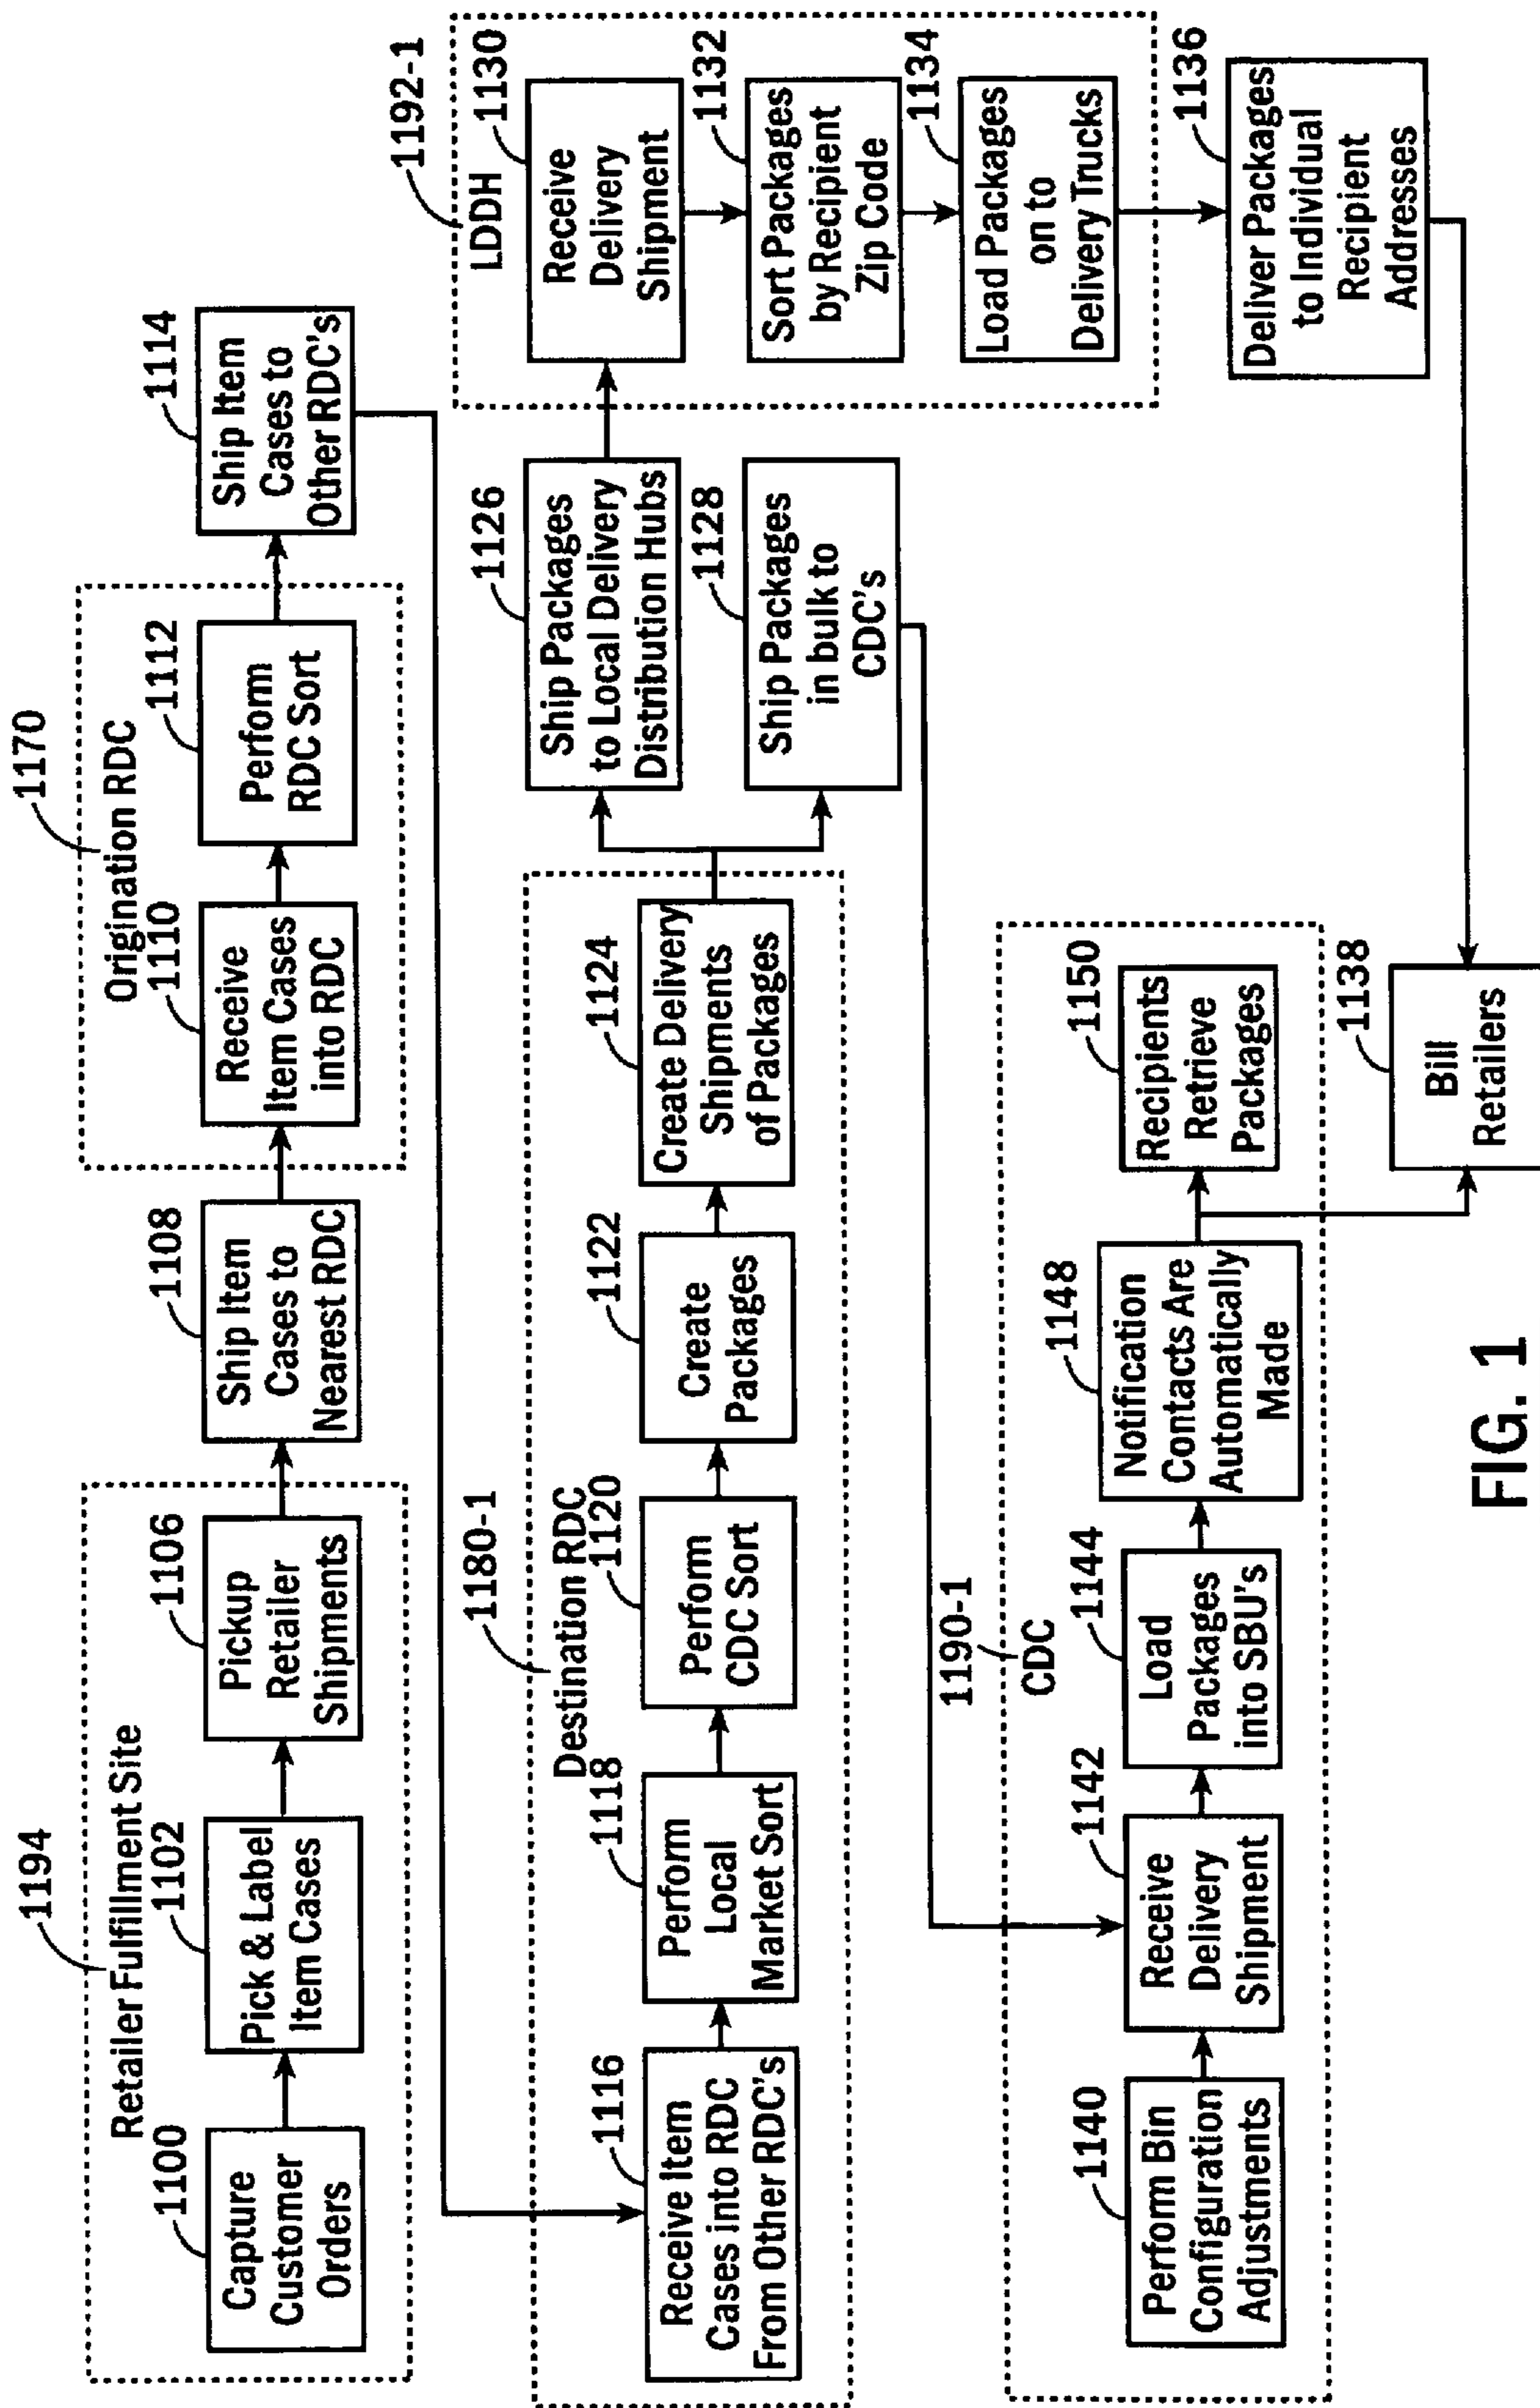 1194
Retailer Fulfillment Site
1100
Capture
Customer
Orders
1102
Pick & Label
Item Cases
1106
Pickup
Retailer
Shipments
1108
Ship Item
Cases to
Nearest RDC
1170
Origination RDC
1110
Receive
Item Cases
into RDC
1112
Perform
RDC Sort
1114
Ship Item
Cases to
Other RDC's
1180-1
Destination RDC
1116
Receive Item
Cases into RDC
From Other RDC's
1118
Perform
Local
Market Sort
1120
Perform
CDC Sort
1122
Create
Packages
1124
Create Delivery
Shipments
of Packages
1126
Ship Packages
to Local Delivery
Distribution Hubs
1128
Ship Packages
in bulk to
CDC's
1192-1
LDDH
1130
Receive
Delivery
Shipment
1132
Sort Packages
by Recipient
Zip Code
1134
Load Packages
on to
Delivery Trucks
1136
Deliver Packages
to Individual
Recipient
Addresses
1190-1
CDC
1140
Perform Bin
Configuration
Adjustments
1142
Receive
Delivery
Shipment
1144
Load
Packages
into SBU's
1148
Notification
Contacts Are
Automatically
Made
1150
Recipients
Retrieve
Packages
1138
Bill
Retailers
FIG. 1